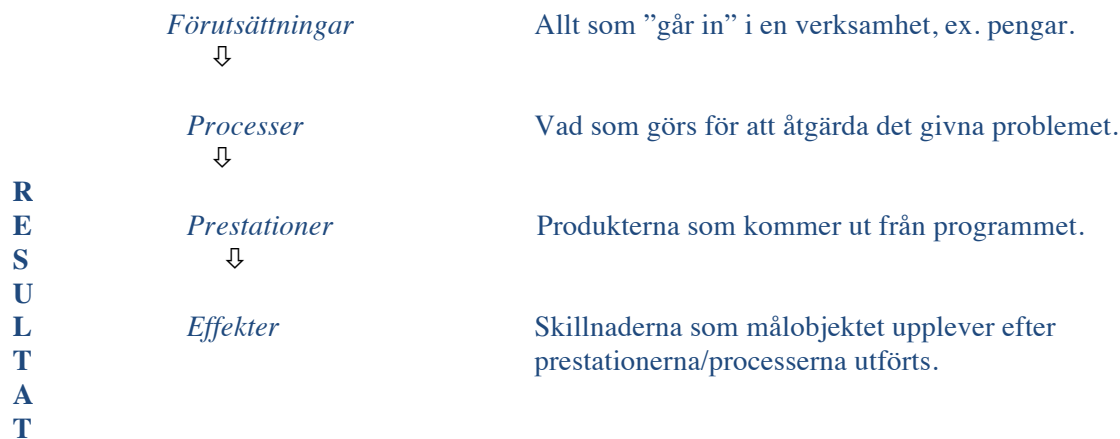 Förutsättningar Allt som ”går in” i en verksamhet, ex. pengar.
⇩
Processer Vad som görs för att åtgärda det givna problemet.
⇩
R
E Prestationer Produkterna som kommer ut från programmet.
S ⇩
U
L Effekter Skillnaderna som målobjektet upplever efter
T prestationerna/processerna utförts.
A
T